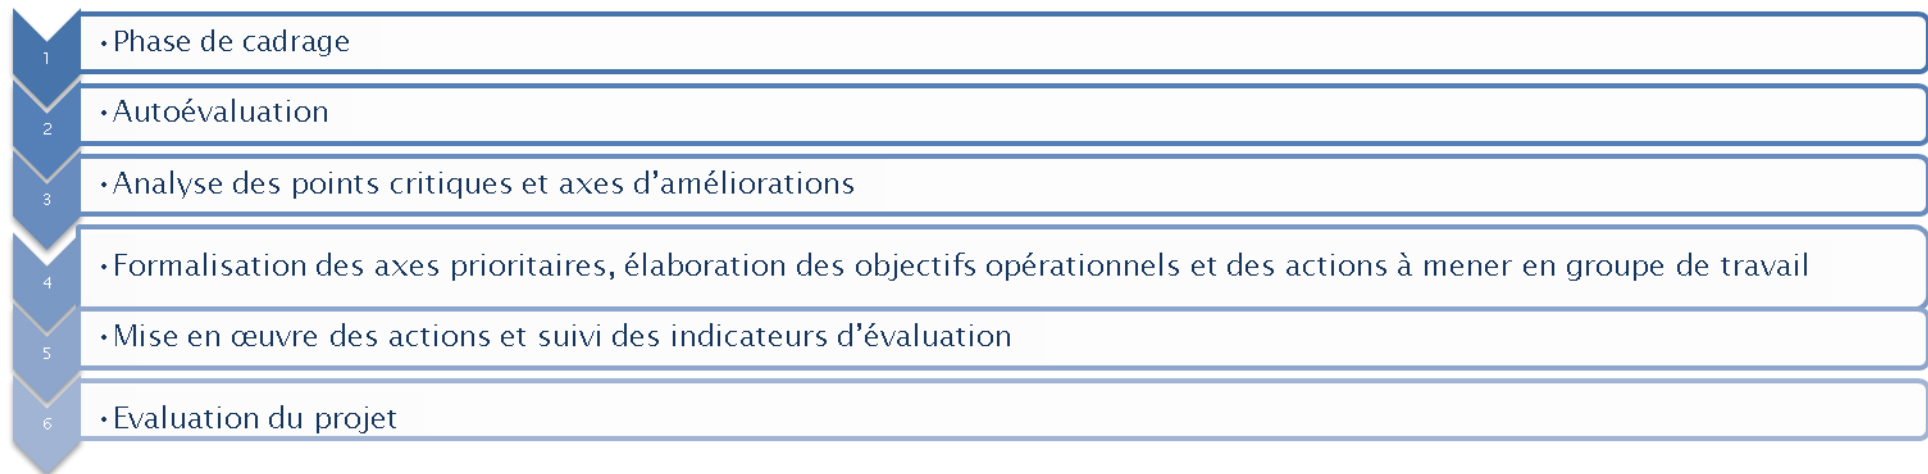 1
•Phase de cadrage
2
•Autoévaluation
3
•Analyse des points critiques et axes d'améliorations
4
•Formalisation des axes prioritaires, élaboration des objectifs opérationnels et des actions à mener en groupe de travail
5
•Mise en œuvre des actions et suivi des indicateurs d'évaluation
6
•Evaluation du projet